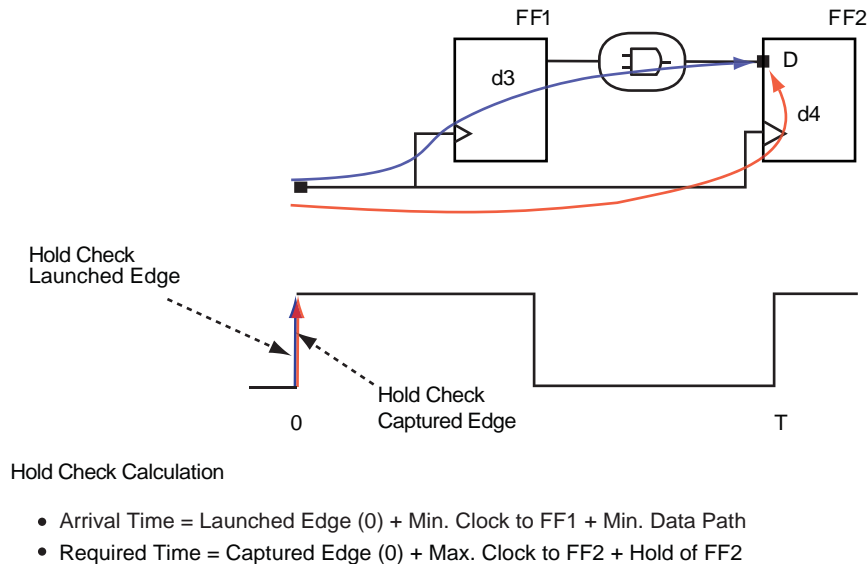 FF1
FF2
d3
D
d4
Hold Check
Launched Edge
Hold Check
Captured Edge
0
T
Hold Check Calculation
• Arrival Time = Launched Edge (0) + Min. Clock to FF1 + Min. Data Path
• Required Time = Captured Edge (0) + Max. Clock to FF2 + Hold of FF2